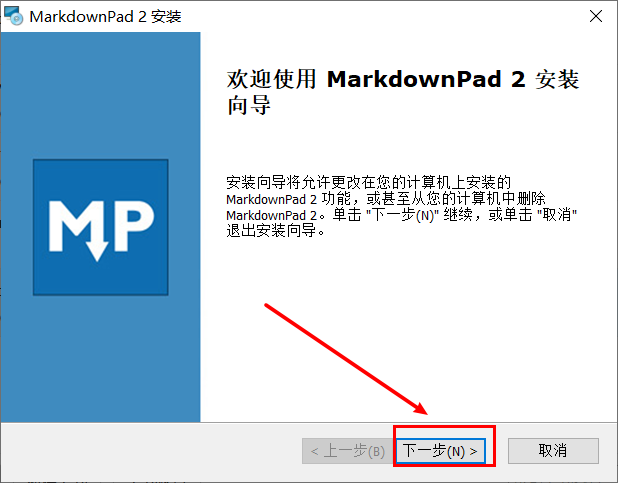 MarkdownPad 2 安装
欢迎使用 MarkdownPad 2 安装
向导
安装向导将允许更改在您的计算机上安装的
MarkdownPad 2 功能，或甚至从您的计算机中删除
MarkdownPad 2。单击 "下一步(N)" 继续，或单击 "取消"
退出安装向导。
MP
< 上一步(B)
下一步(N) >
取消